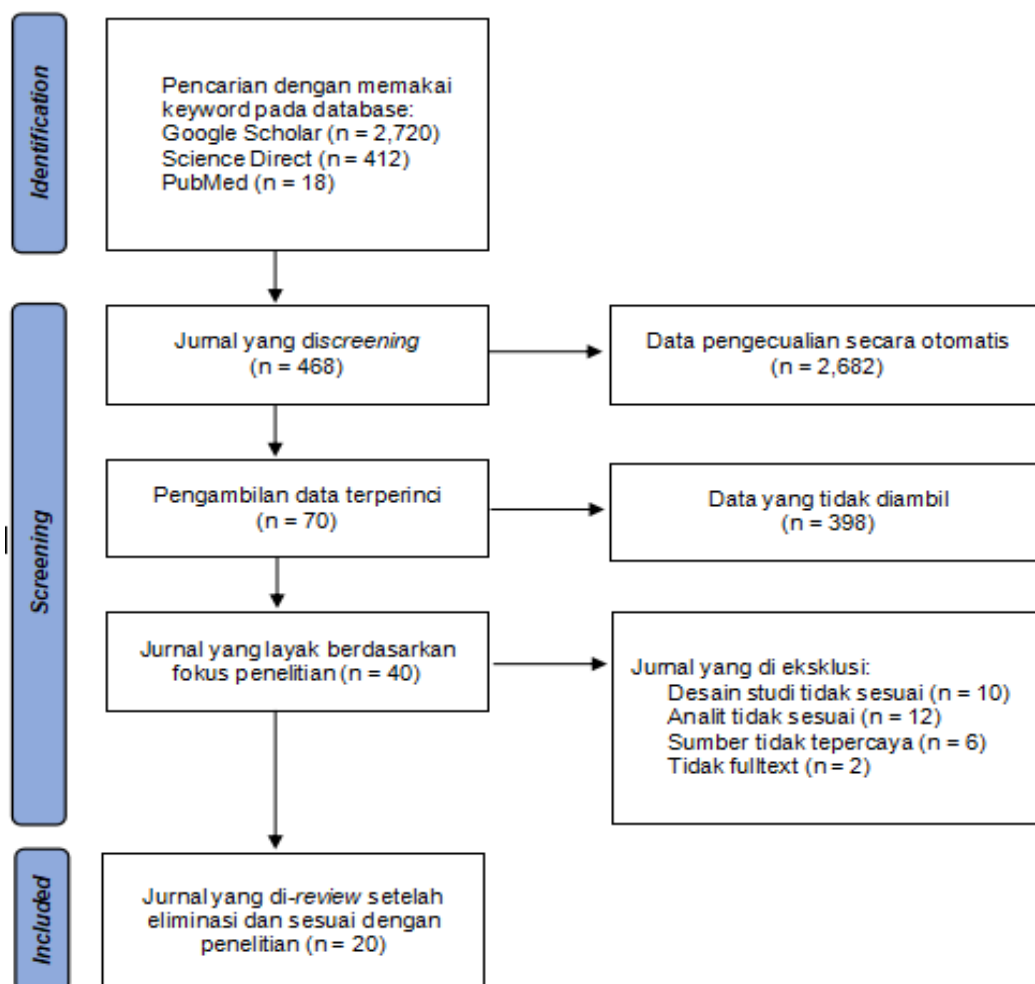 Identification
Pencarian dengan memakai
keyword pada database:
Google Scholar (n = 2,720)
Science Direct (n = 412)
PubMed (n = 18)
Screening
Jurnal yang discreening
(n = 468)
Data pengecualian secara otomatis
(n = 2,682)
Pengambilan data terperinci
(n = 70)
Data yang tidak diambil
(n = 398)
Jurnal yang layak berdasarkan
fokus penelitian (n = 40)
Jurnal yang di eksklusi:
Desain studi tidak sesuai (n = 10)
Analit tidak sesuai (n = 12)
Sumber tidak tepercaya (n = 6)
Tidak fulltext (n = 2)
Included
Jurnal yang di-review setelah
eliminasi dan sesuai dengan
penelitian (n = 20)